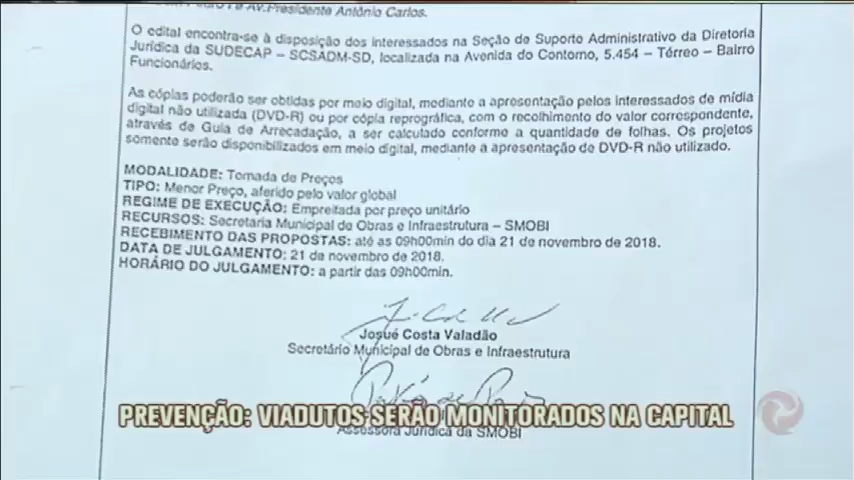 Av.Presidente Antônio Carlos.
O edital encontra-se à disposição dos interessados na Seção de Suporte Administrativo da Diretoria
Jurídica da SUDECAP – SCSADM-SD, localizada na Avenida do Contorno, 5.454 – Térreo – Bairro
Funcionários.
As cópias poderão ser obtidas por meio digital, mediante a apresentação pelos interessados de mídia
digital não utilizada (DVD-R) ou por cópia reprográfica, com o recolhimento do valor correspondente,
através de Guia de Arrecadação, a ser calculado conforme a quantidade de folhas. Os projetos
somente serão disponibilizados em meio digital, mediante a apresentação de DVD-R não utilizado.
MODALIDADE: Tomada de Preços
TIPO: Menor Preço, aferido pelo valor global
REGIME DE EXECUÇÃO: Empreitada por preço unitário
RECURSOS: Secretaria Municipal de Obras e Infraestrutura – SMOBI
RECEBIMENTO DAS PROPOSTAS: até as 09h00min do dia 21 de novembro de 2018.
DATA DE JULGAMENTO: 21 de novembro de 2018.
HORÁRIO DO JULGAMENTO: a partir das 09h00min.
Josué Costa Valadão
Secretário Municipal de Obras e Infraestrutura
PREVENÇÃO: VIADUTOS SERÃO MONITORADOS NA CAPITAL
Assessora Jurídica da SMOBI